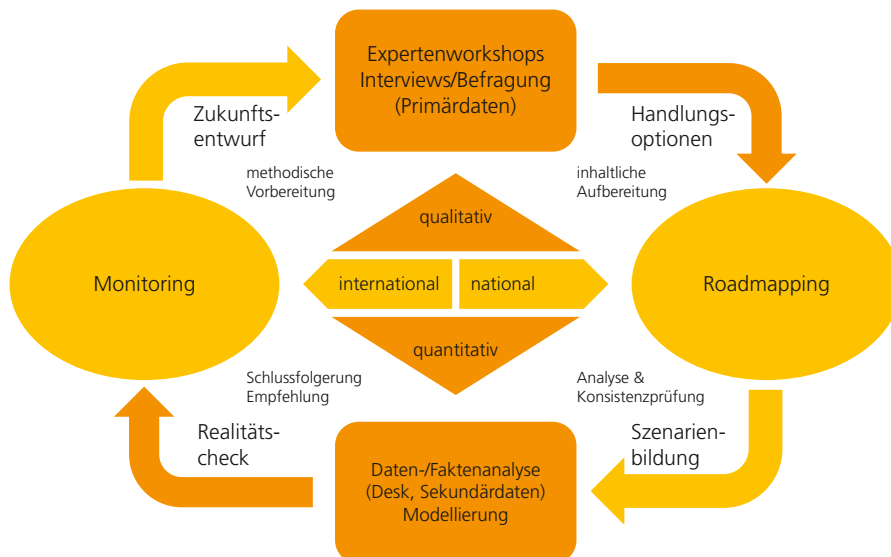 Expertenworkshops
Interviews/Befragung
(Primärdaten)
Zukunfts-
entwurf
Handlungs-
optionen
methodische
Vorbereitung
inhaltliche
Aufbereitung
qualitativ
Monitoring
international
national
Roadmapping
quantitativ
Schlussfolgerung
Empfehlung
Analyse &
Konsistenzprüfung
Realitäts-
check
Szenarien-
bildung
Daten-/Faktenanalyse
(Desk, Sekundärdaten)
Modellierung